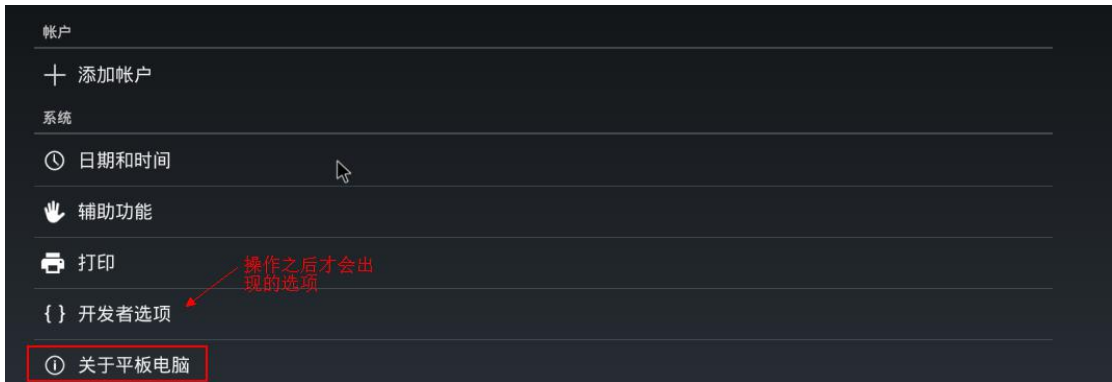 帐户
添加帐户
系统
日期和时间
辅助功能
打印
操作之后才会出
现的选项
{ } 开发者选项
关于平板电脑